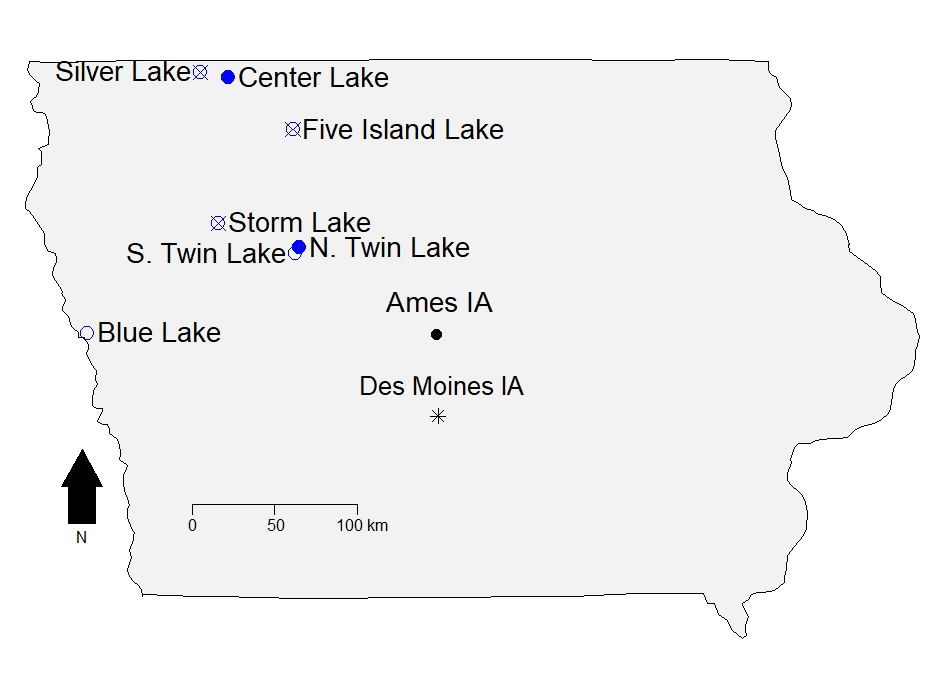 Silver Lake
Center Lake
Five Island Lake
Storm Lake
S. Twin Lake
N. Twin Lake
Ames IA
Blue Lake
Des Moines IA
0 50 100 km
N